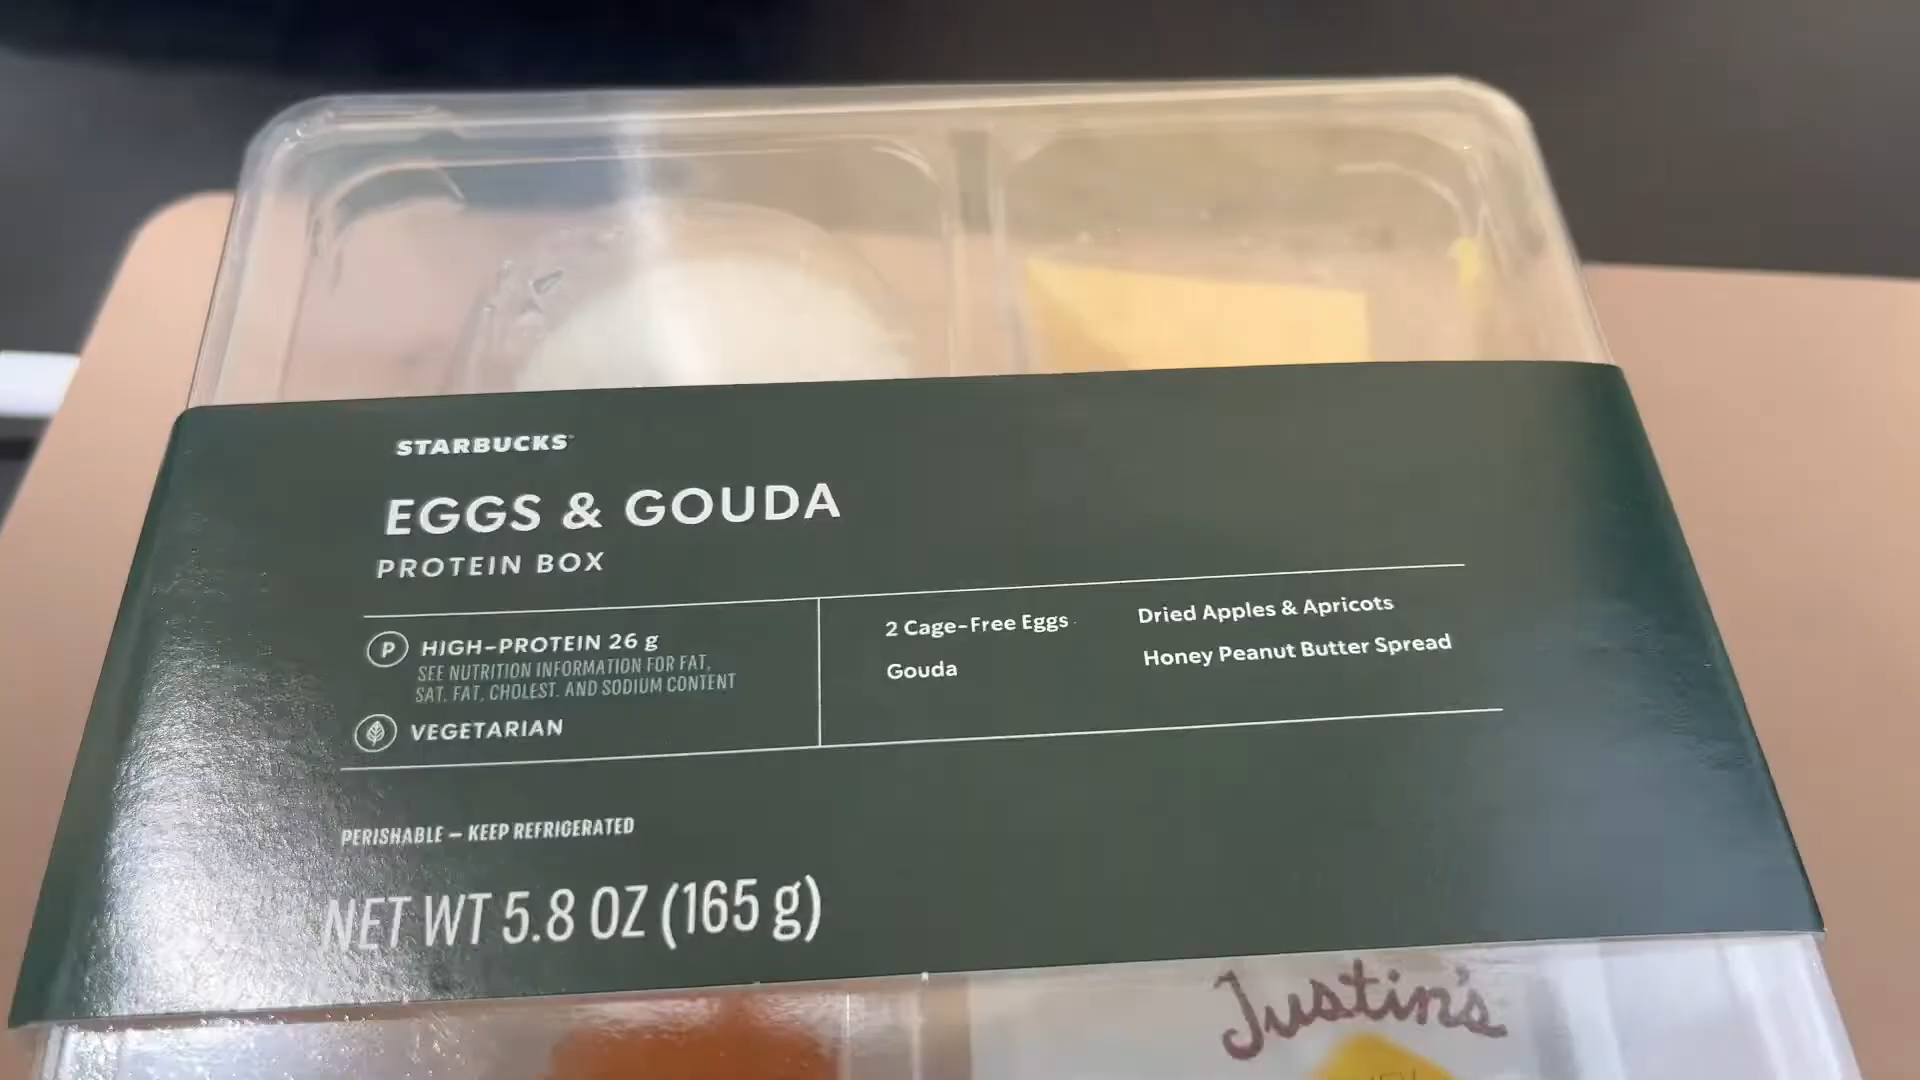 STARBUCKS
EGGS & GOUDA
PROTEIN BOX
P HIGH-PROTEIN 26 g
SEE NUTRITION INFORMATION FOR FAT,
SAT. FAT, CHOLEST. AND SODIUM CONTENT
VEGETARIAN
2 Cage-Free Eggs
Gouda
Dried Apples & Apricots
Honey Peanut Butter Spread
PERISHABLE – KEEP REFRIGERATED
NET WT 5.8 OZ (165 g)
Justin's